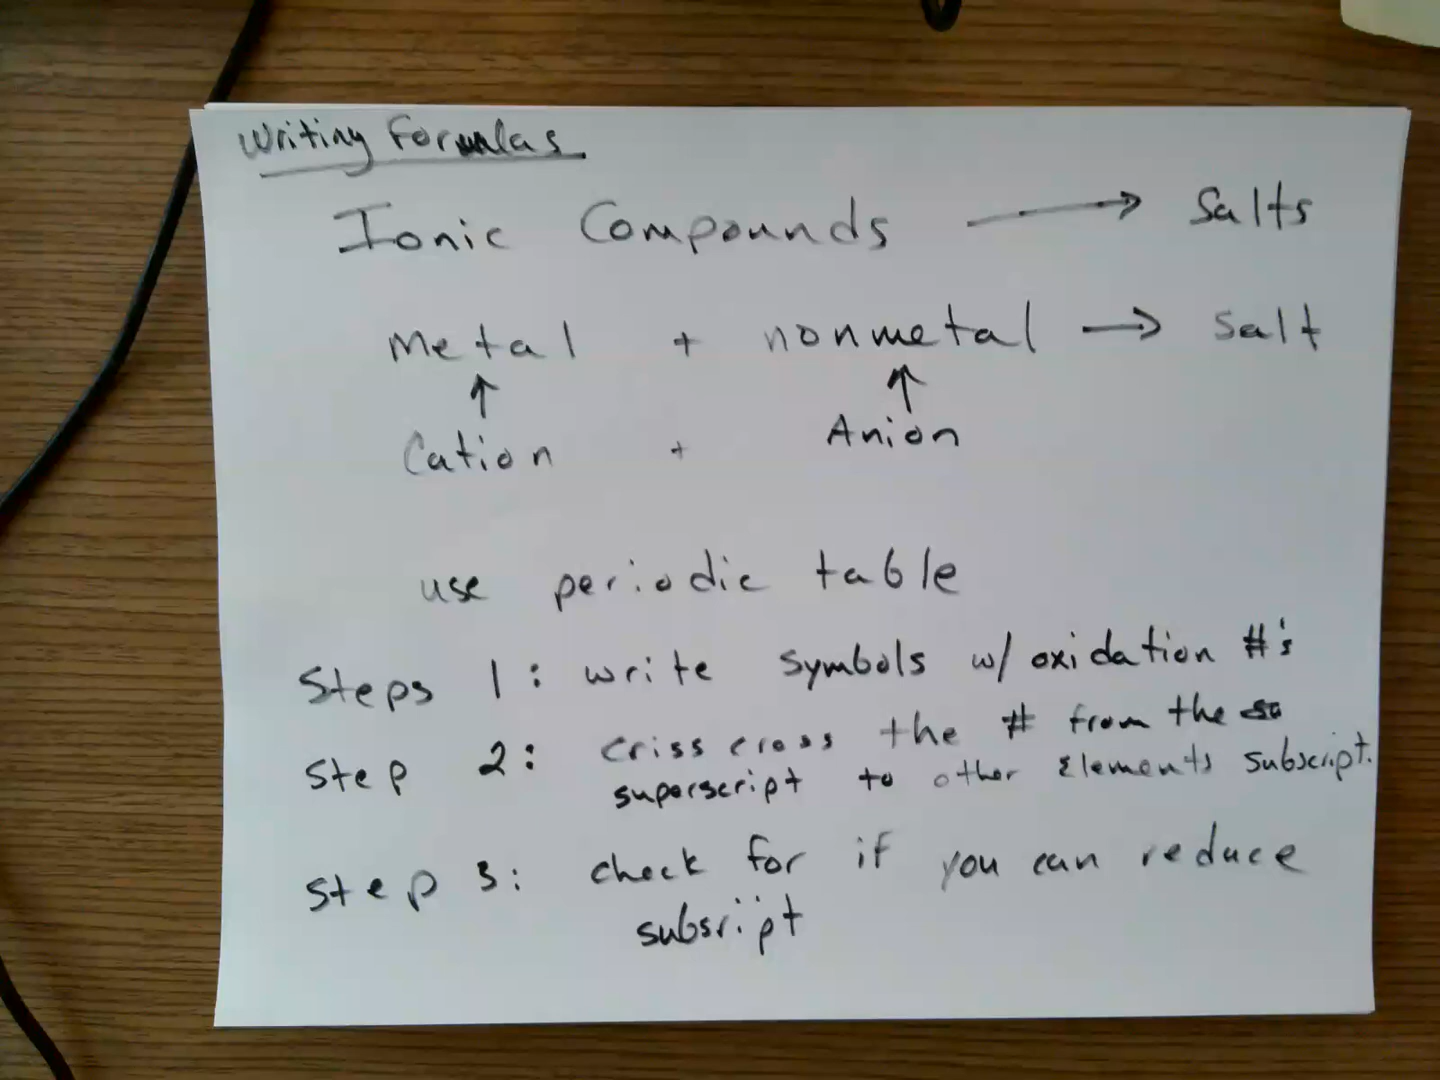 Writing Formulas
Ionic Compounds → Salts
Metal + nonmetal → Salt
↑ ↑
Cation + Anion
use periodic table
Steps 1: write symbols w/ oxidation #'s
Step 2: criss cross the # from the
superscript to other Elements subscript.
Step 3: check for if you can reduce
subsript